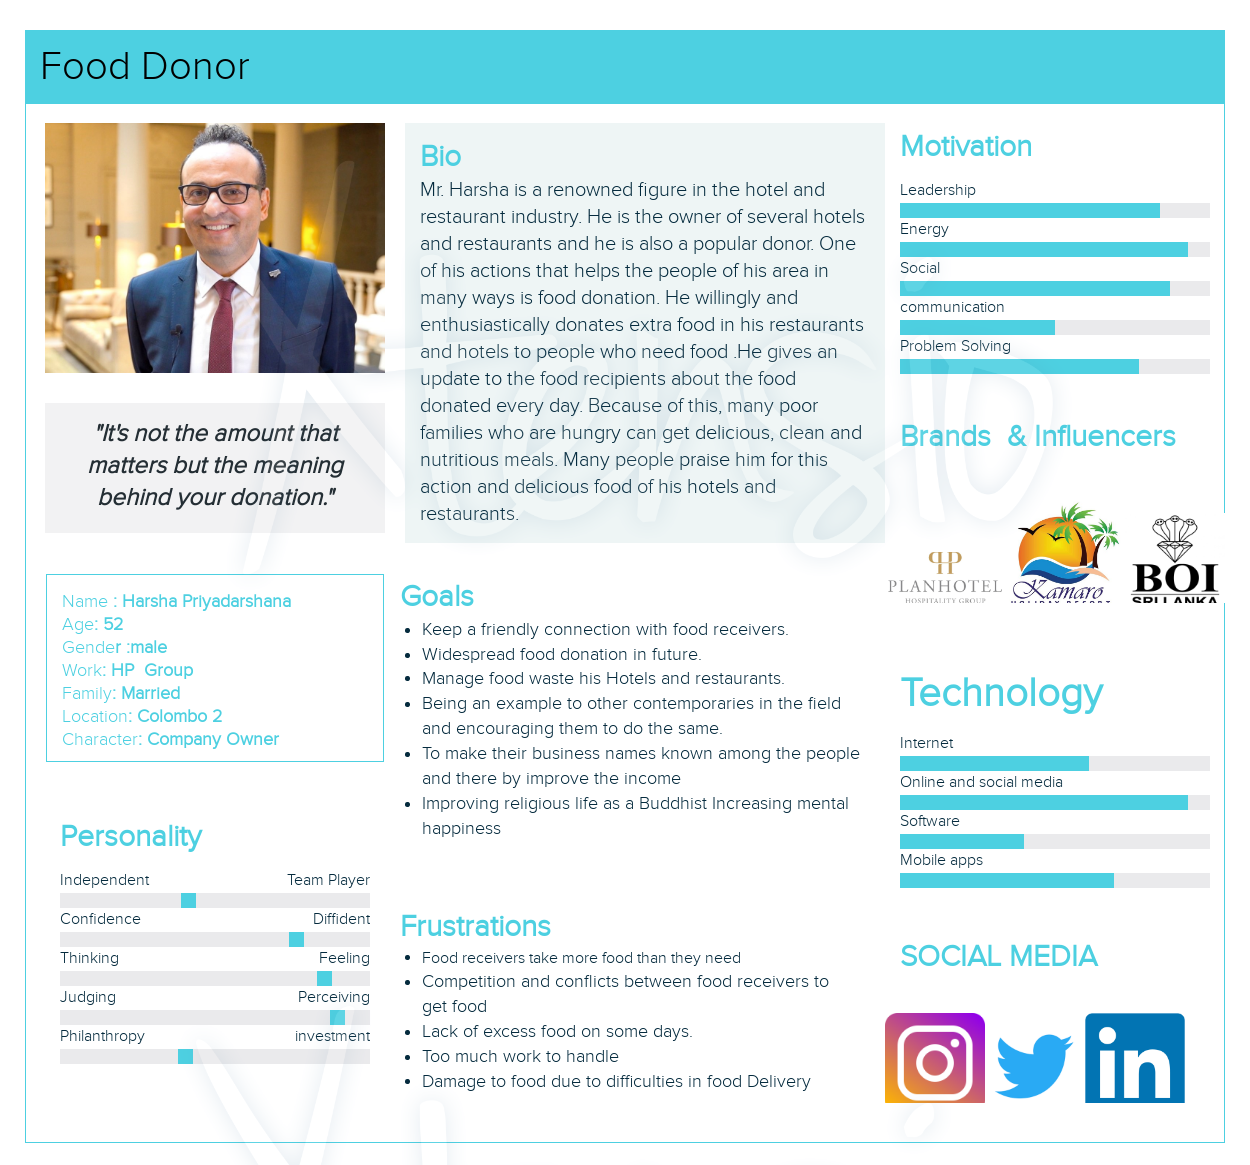 Food Donor
"It's not the amount that
matters but the meaning
behind your donation."
Name : Harsha Priyadarshana
Age: 52
Gender :male
Work: HP  Group
Family: Married
Location: Colombo 2
Character: Company Owner
Personality
Independent Team Player
Confidence Diffident
Thinking Feeling
Judging Perceiving
Philanthropy investment
Bio
Mr. Harsha is a renowned figure in the hotel and
restaurant industry. He is the owner of several hotels
and restaurants and he is also a popular donor. One
of his actions that helps the people of his area in
many ways is food donation. He willingly and
enthusiastically donates extra food in his restaurants
and hotels to people who need food .He gives an
update to the food recipients about the food
donated every day. Because of this, many poor
families who are hungry can get delicious, clean and
nutritious meals. Many people praise him for this
action and delicious food of his hotels and
restaurants.
Goals
• Keep a friendly connection with food receivers.
• Widespread food donation in future.
• Manage food waste his Hotels and restaurants.
• Being an example to other contemporaries in the field
and encouraging them to do the same.
• To make their business names known among the people
and there by improve the income
• Improving religious life as a Buddhist Increasing mental
happiness
Frustrations
• Food receivers take more food than they need
• Competition and conflicts between food receivers to
get food
• Lack of excess food on some days.
• Too much work to handle
• Damage to food due to difficulties in food Delivery
Motivation
Leadership
Energy
Social
communication
Problem Solving
Brands  & Influencers
PLANHOTEL
HOSPITALITY GROUP
Kamaro
HOLIDAY RESORT
BOI
SRI LANKA
Technology
Internet
Online and social media
Software
Mobile apps
SOCIAL MEDIA
in